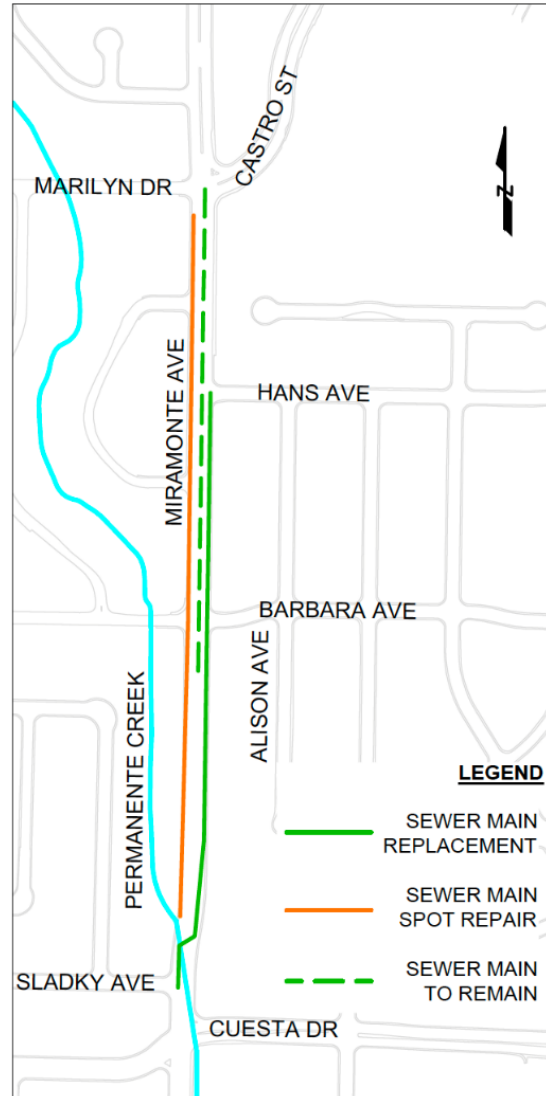 CASTRO ST
MARILYN DR
Z
MIRAMONTE AVE
HANS AVE
BARBARA AVE
ALISON AVE
PERMANENTE CREEK
LEGEND
SEWER MAIN
REPLACEMENT
SEWER MAIN
SPOT REPAIR
SEWER MAIN
TO REMAIN
SLADKY AVE
CUESTA DR